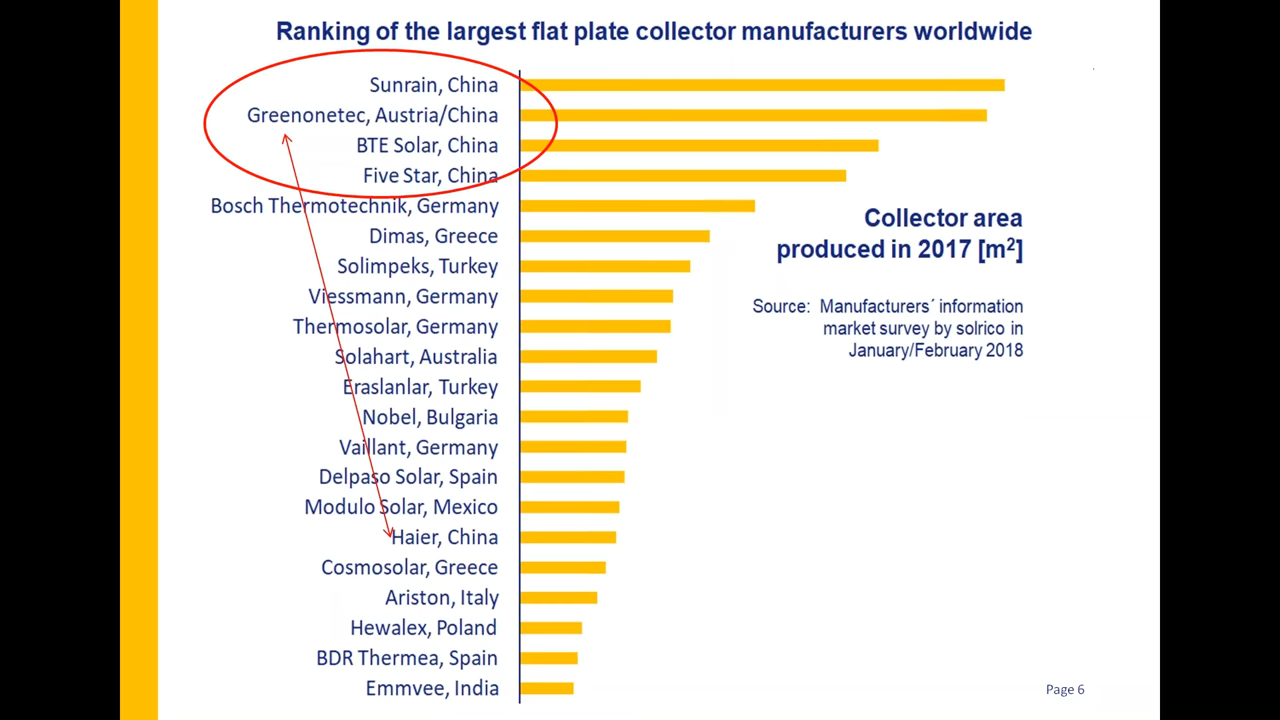 Ranking of the largest flat plate collector manufacturers worldwide
Sunrain, China
Greenonetec, Austria/China
BTE Solar, China
Five Star, China
Bosch Thermotechnik, Germany
Dimas, Greece
Solimpeks, Turkey
Viessmann, Germany
Thermosolar, Germany
Solahart, Australia
Eraslanlar, Turkey
Nobel, Bulgaria
Vaillant, Germany
Delpaso Solar, Spain
Modulo Solar, Mexico
Haier, China
Cosmosolar, Greece
Ariston, Italy
Hewalex, Poland
BDR Thermea, Spain
Emmvee, India
Collector area
produced in 2017 [m²]
Source: Manufacturers´ information
market survey by solrico in
January/February 2018
Page 6